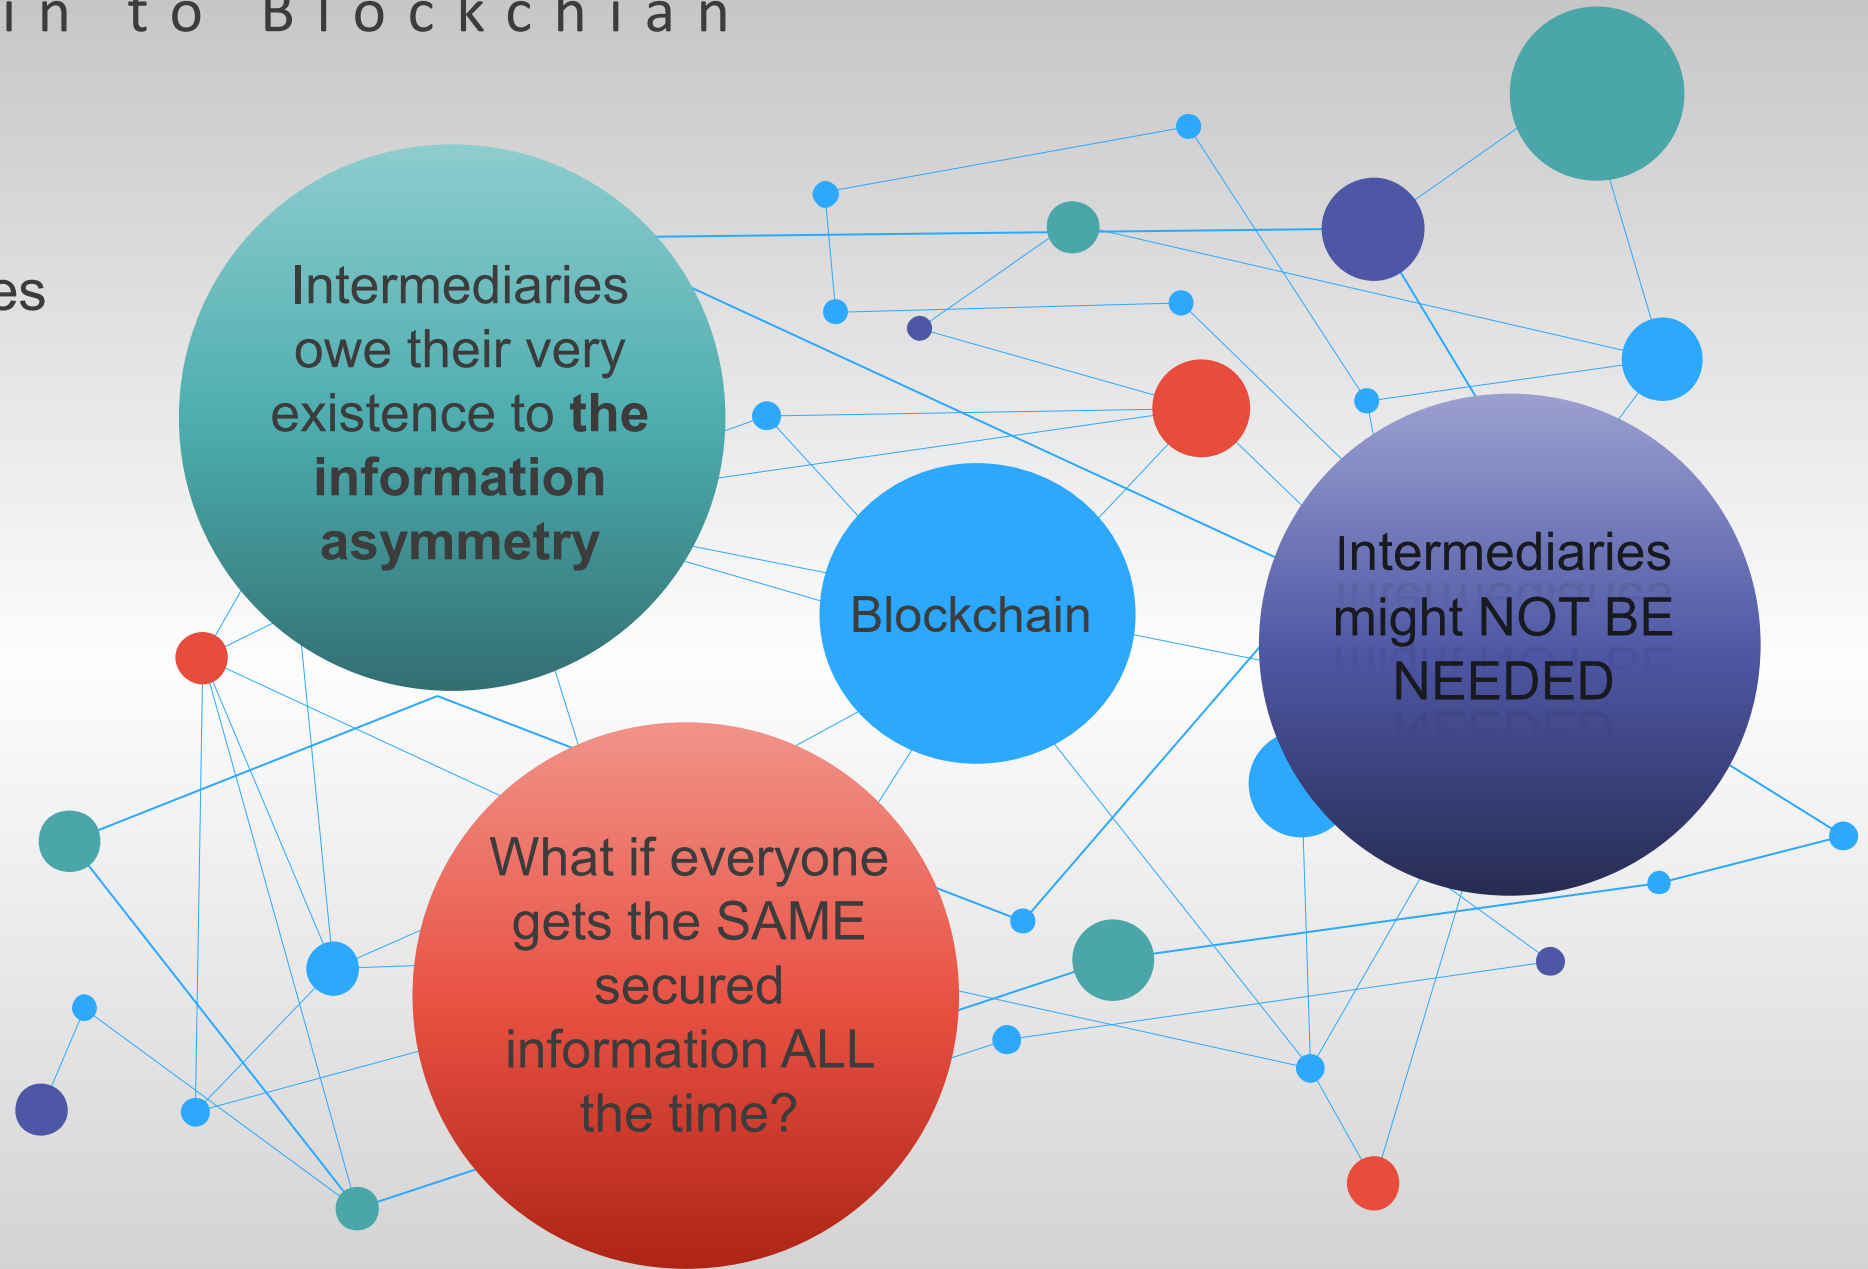 in to Blockchian
es
Intermediaries
owe their very
existence to the
information
asymmetry
Blockchain
Intermediaries
might NOT BE
NEEDED
What if everyone
gets the SAME
secured
information ALL
the time?